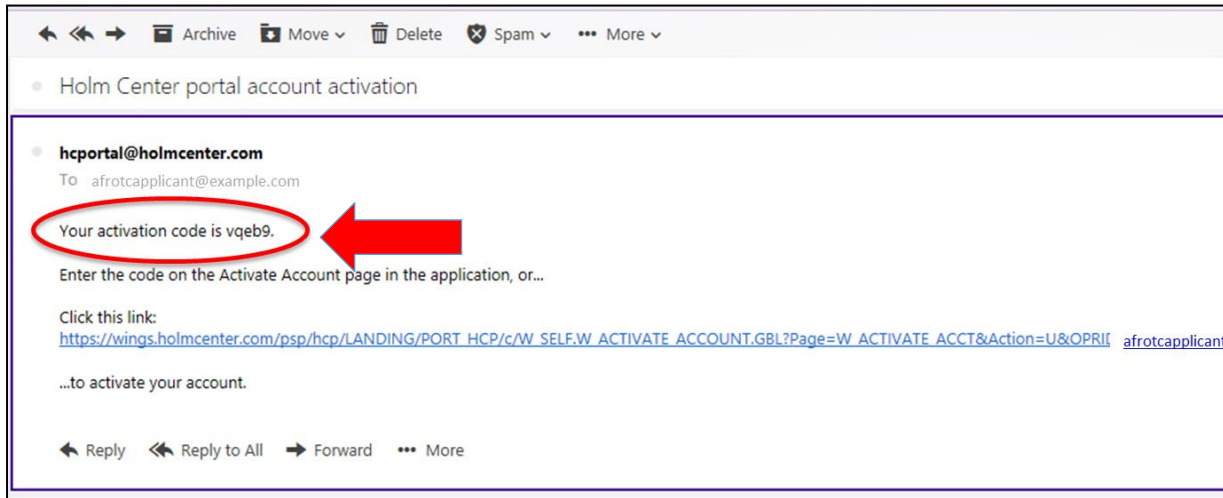 Archive Move Delete Spam More
Holm Center portal account activation
hcportal@holmcenter.com
To afrotcapplicant@example.com
Your activation code is vqeb9.
Enter the code on the Activate Account page in the application, or...
Click this link:
https://wings.holmcenter.com/psp/hcp/LANDING/PORT_HCP/c/W_SELF.W_ACTIVATE_ACCOUNT.GBL?Page=W_ACTIVATE_ACCT&Action=U&OPRID afrotcapplicant
...to activate your account.
Reply Reply to All Forward More